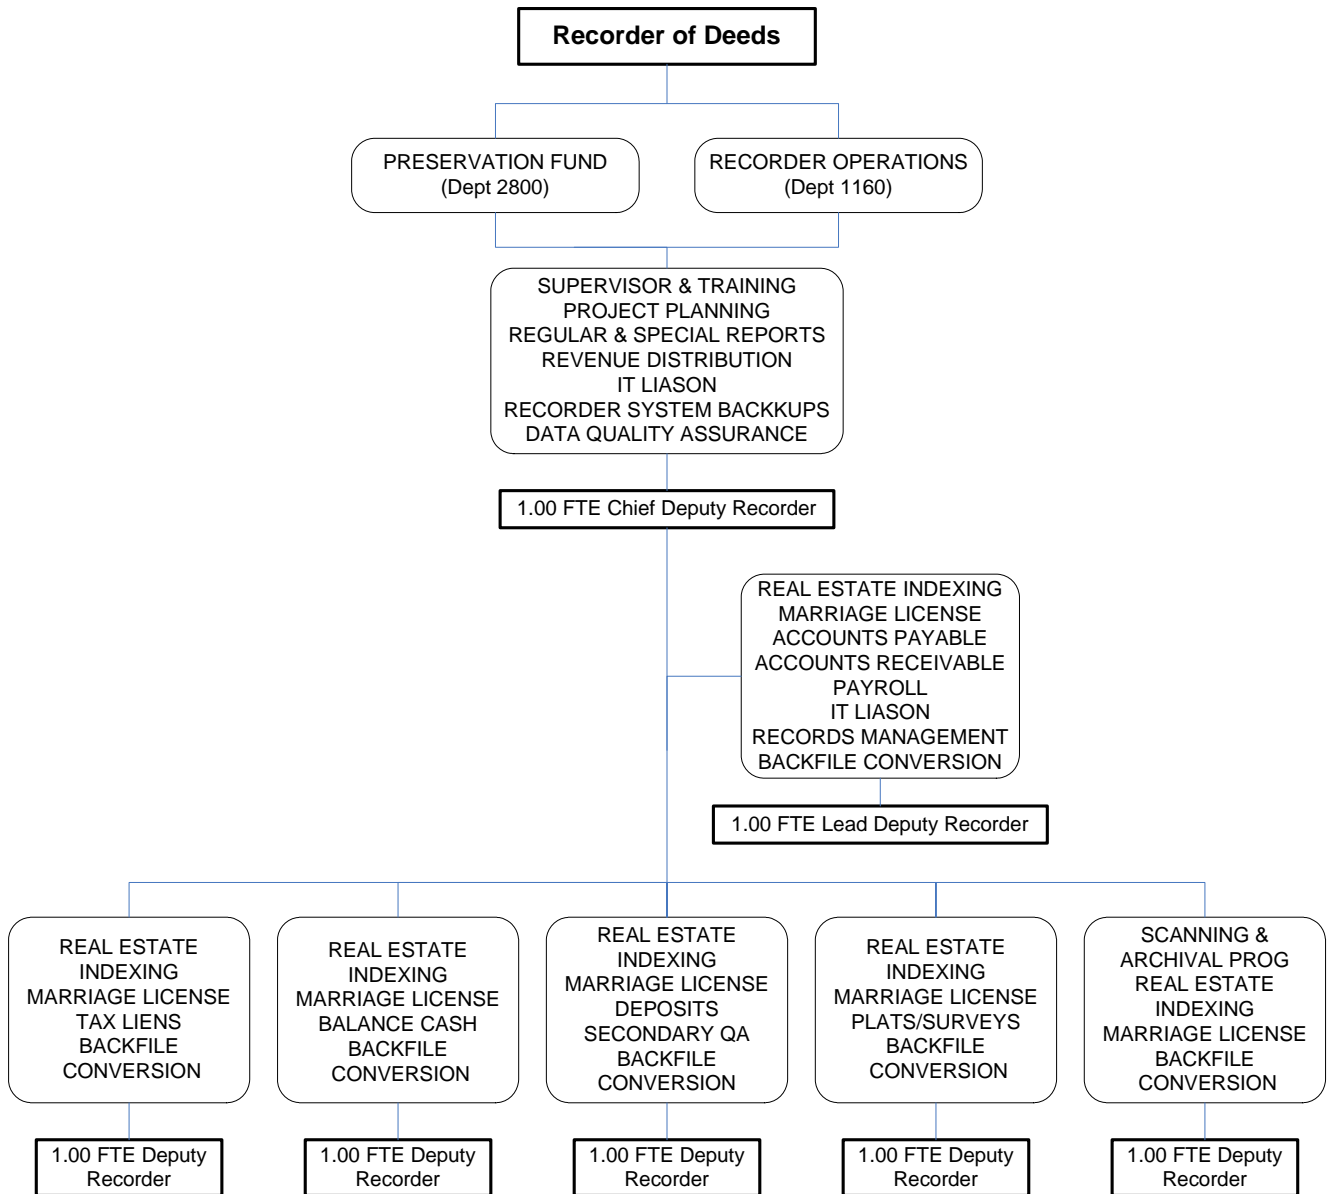 Recorder of Deeds
PRESERVATION FUND
(Dept 2800)
RECORDER OPERATIONS
(Dept 1160)
SUPERVISOR & TRAINING
PROJECT PLANNING
REGULAR & SPECIAL REPORTS
REVENUE DISTRIBUTION
IT LIASON
RECORDER SYSTEM BACKKUPS
DATA QUALITY ASSURANCE
1.00 FTE Chief Deputy Recorder
REAL ESTATE INDEXING
MARRIAGE LICENSE
ACCOUNTS PAYABLE
ACCOUNTS RECEIVABLE
PAYROLL
IT LIASON
RECORDS MANAGEMENT
BACKFILE CONVERSION
1.00 FTE Lead Deputy Recorder
REAL ESTATE
INDEXING
MARRIAGE LICENSE
TAX LIENS
BACKFILE
CONVERSION
REAL ESTATE
INDEXING
MARRIAGE LICENSE
BALANCE CASH
BACKFILE
CONVERSION
REAL ESTATE
INDEXING
MARRIAGE LICENSE
DEPOSITS
SECONDARY QA
BACKFILE
CONVERSION
REAL ESTATE
INDEXING
MARRIAGE LICENSE
PLATS/SURVEYS
BACKFILE
CONVERSION
SCANNING &
ARCHIVAL PROG
REAL ESTATE
INDEXING
MARRIAGE LICENSE
BACKFILE
CONVERSION
1.00 FTE Deputy
Recorder
1.00 FTE Deputy
Recorder
1.00 FTE Deputy
Recorder
1.00 FTE Deputy
Recorder
1.00 FTE Deputy
Recorder